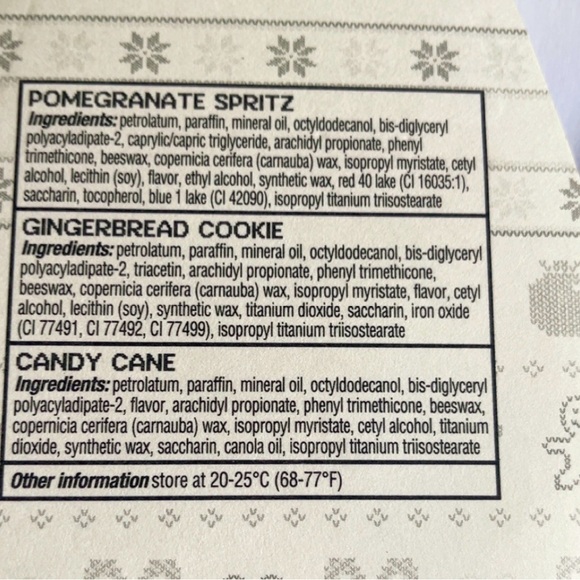 POMEGRANATE SPRITZ
Ingredients: petrolatum, paraffin, mineral oil, octyldodecanol, bis-diglyceryl
polyacyladipate-2, caprylic/capric triglyceride, arachidyl propionate, phenyl
trimethicone, beeswax, copernicia cerifera (carnauba) wax, isopropyl myristate, cetyl
alcohol, lecithin (soy), flavor, ethyl alcohol, synthetic wax, red 40 lake (CI 16035:1),
saccharin, tocopherol, blue 1 lake (CI 42090), isopropyl titanium triisostearate
GINGERBREAD COOKIE
Ingredients: petrolatum, paraffin, mineral oil, octyldodecanol, bis-diglyceryl
polyacyladipate-2, triacetin, arachidyl propionate, phenyl trimethicone,
beeswax, copernicia cerifera (carnauba) wax, isopropyl myristate, flavor, cetyl
alcohol, lecithin (soy), synthetic wax, titanium dioxide, saccharin, iron oxide
(CI 77491, CI 77492, CI 77499), isopropyl titanium triisostearate
CANDY CANE
Ingredients: petrolatum, paraffin, mineral oil, octyldodecanol, bis-diglyceryl
polyacyladipate-2, flavor, arachidyl propionate, phenyl trimethicone, beeswax,
copernicia cerifera (carnauba) wax, isopropyl myristate, cetyl alcohol, titanium
dioxide, synthetic wax, saccharin, canola oil, isopropyl titanium triisostearate
Other information store at 20-25°C (68-77°F)